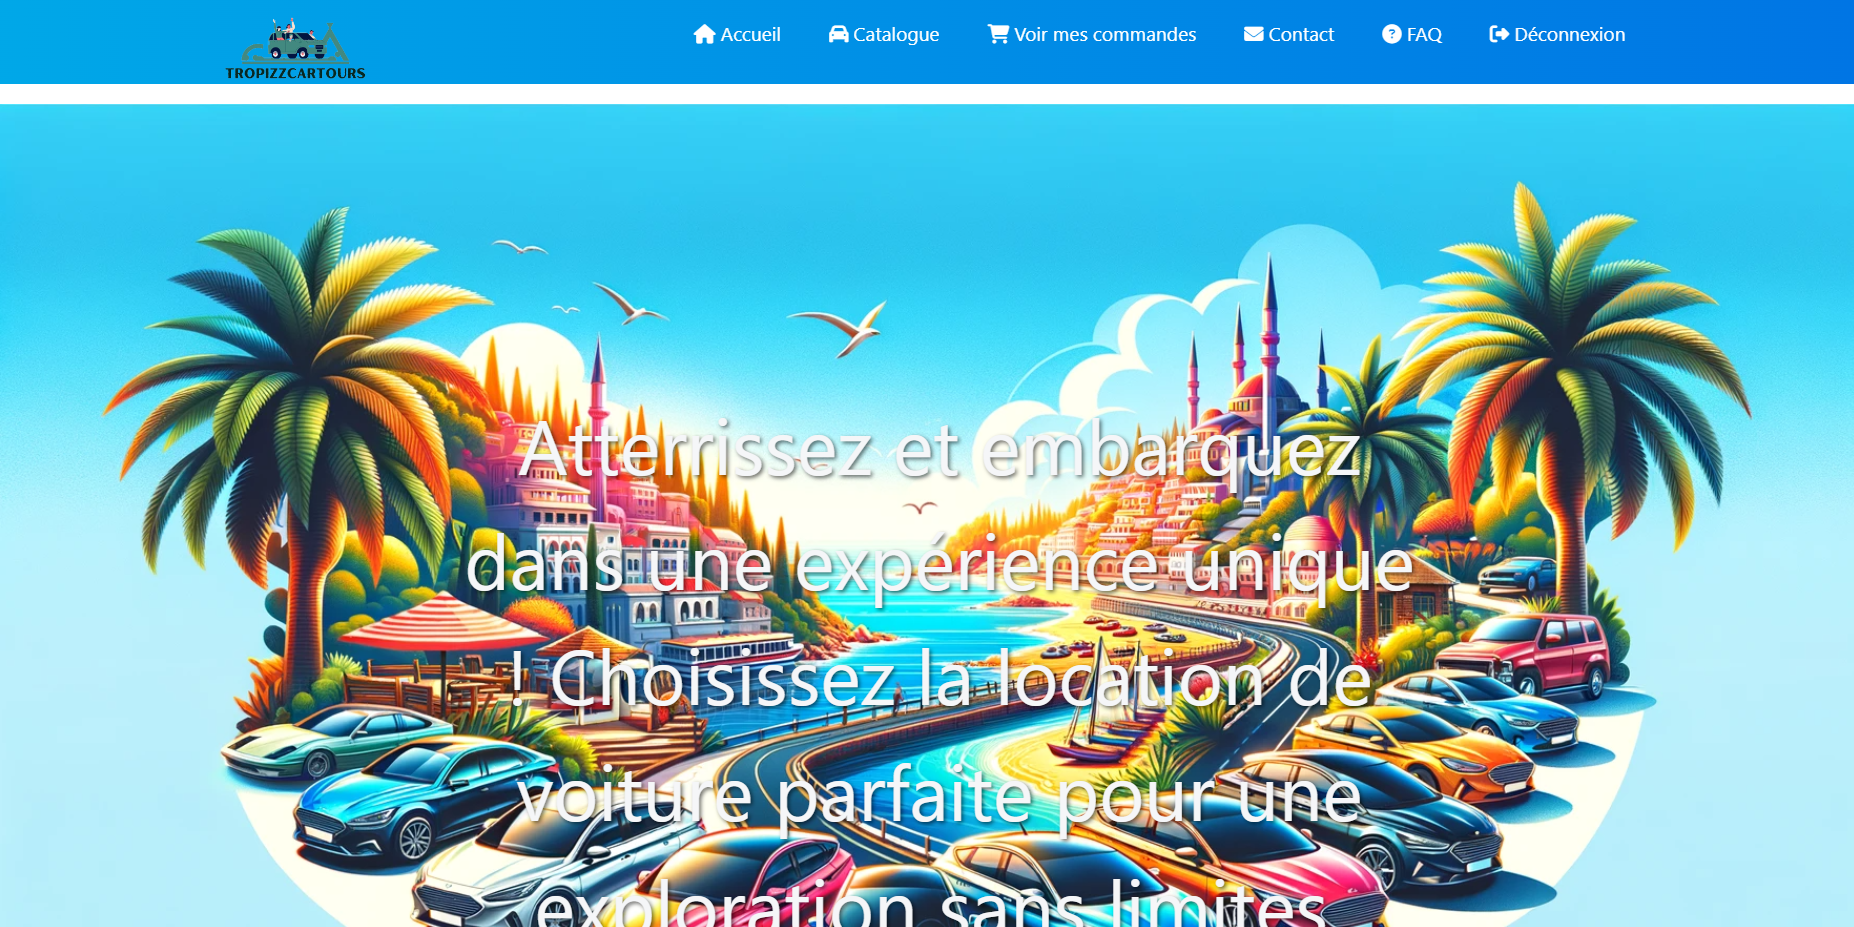 TROPIZZCARTOURS
Accueil
Catalogue
Voir mes commandes
Contact
FAQ
Déconnexion
Atterrissez et embarquez
dans une expérience unique
! Choisissez la location de
voiture parfaite pour une
exploration sans limites